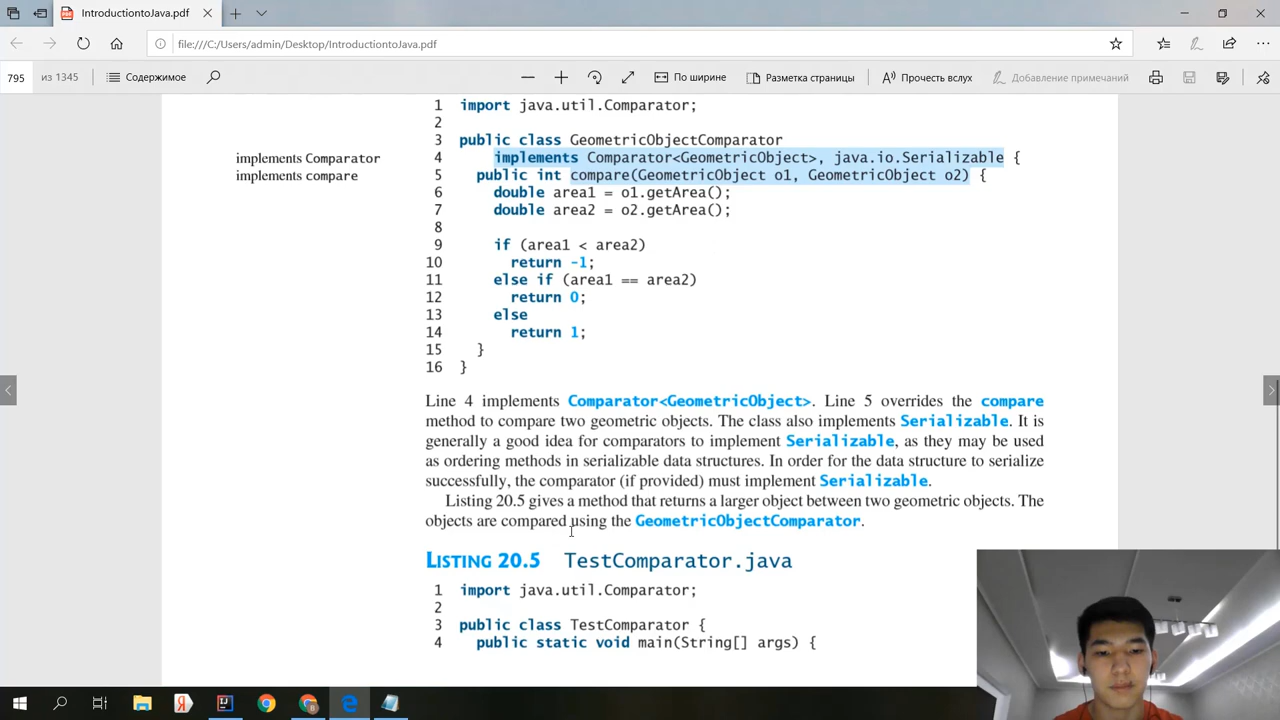 IntroductiontoJava.pdf
file:///C:/Users/admin/Desktop/IntroductiontoJava.pdf
795 из 1345 Содержимое По ширине Разметка страницы Прочесть вслух Добавление примечаний
1 import java.util.Comparator;
2
3 public class GeometricObjectComparator
implements Comparator
4 implements Comparator<GeometricObject>, java.io.Serializable {
implements compare
5 public int compare(GeometricObject o1, GeometricObject o2) {
6 double area1 = o1.getArea();
7 double area2 = o2.getArea();
8
9 if (area1 < area2)
10 return -1;
11 else if (area1 == area2)
12 return 0;
13 else
14 return 1;
15 }
16 }
Line 4 implements Comparator<GeometricObject>. Line 5 overrides the compare
method to compare two geometric objects. The class also implements Serializable. It is
generally a good idea for comparators to implement Serializable, as they may be used
as ordering methods in serializable data structures. In order for the data structure to serialize
successfully, the comparator (if provided) must implement Serializable.
Listing 20.5 gives a method that returns a larger object between two geometric objects. The
objects are compared using the GeometricObjectComparator.
LISTING 20.5 TestComparator.java
1 import java.util.Comparator;
2
3 public class TestComparator {
4 public static void main(String[] args) {